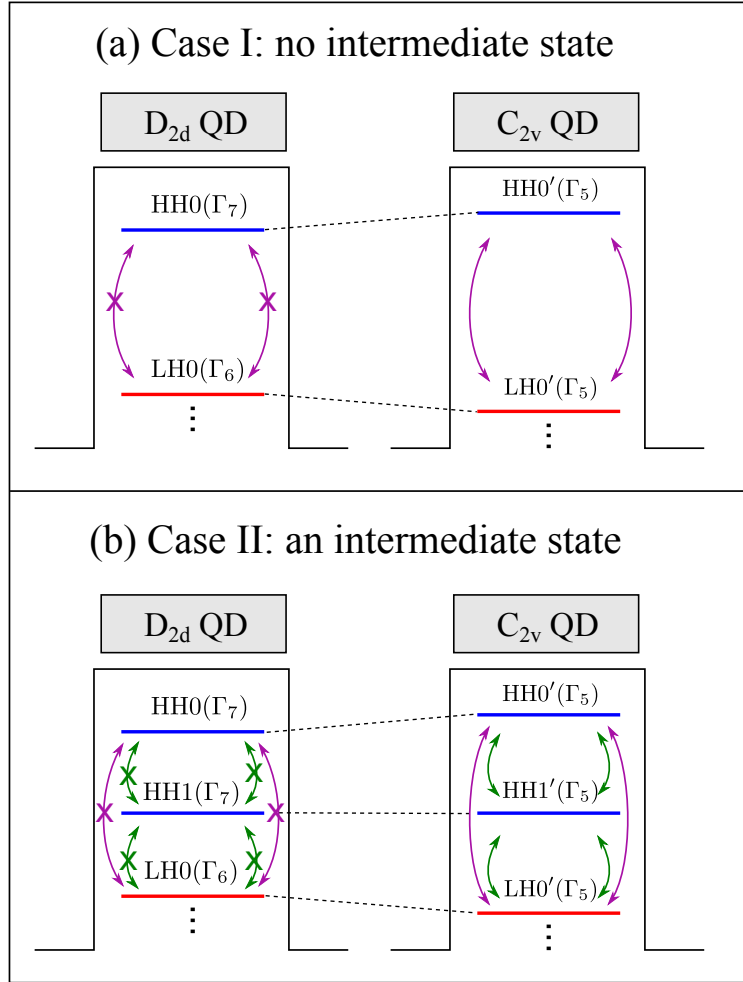 (a) Case I: no intermediate state
D₂d QD
C₂ᵥ QD
HH0(Γ₇)
HH0′(Γ₅)
X X
LH0(Γ₆)
LH0′(Γ₅)
(b) Case II: an intermediate state
D₂d QD
C₂ᵥ QD
HH0(Γ₇)
HH0′(Γ₅)
X X
HH1(Γ₇)
HH1′(Γ₅)
X X
X X
LH0(Γ₆)
LH0′(Γ₅)